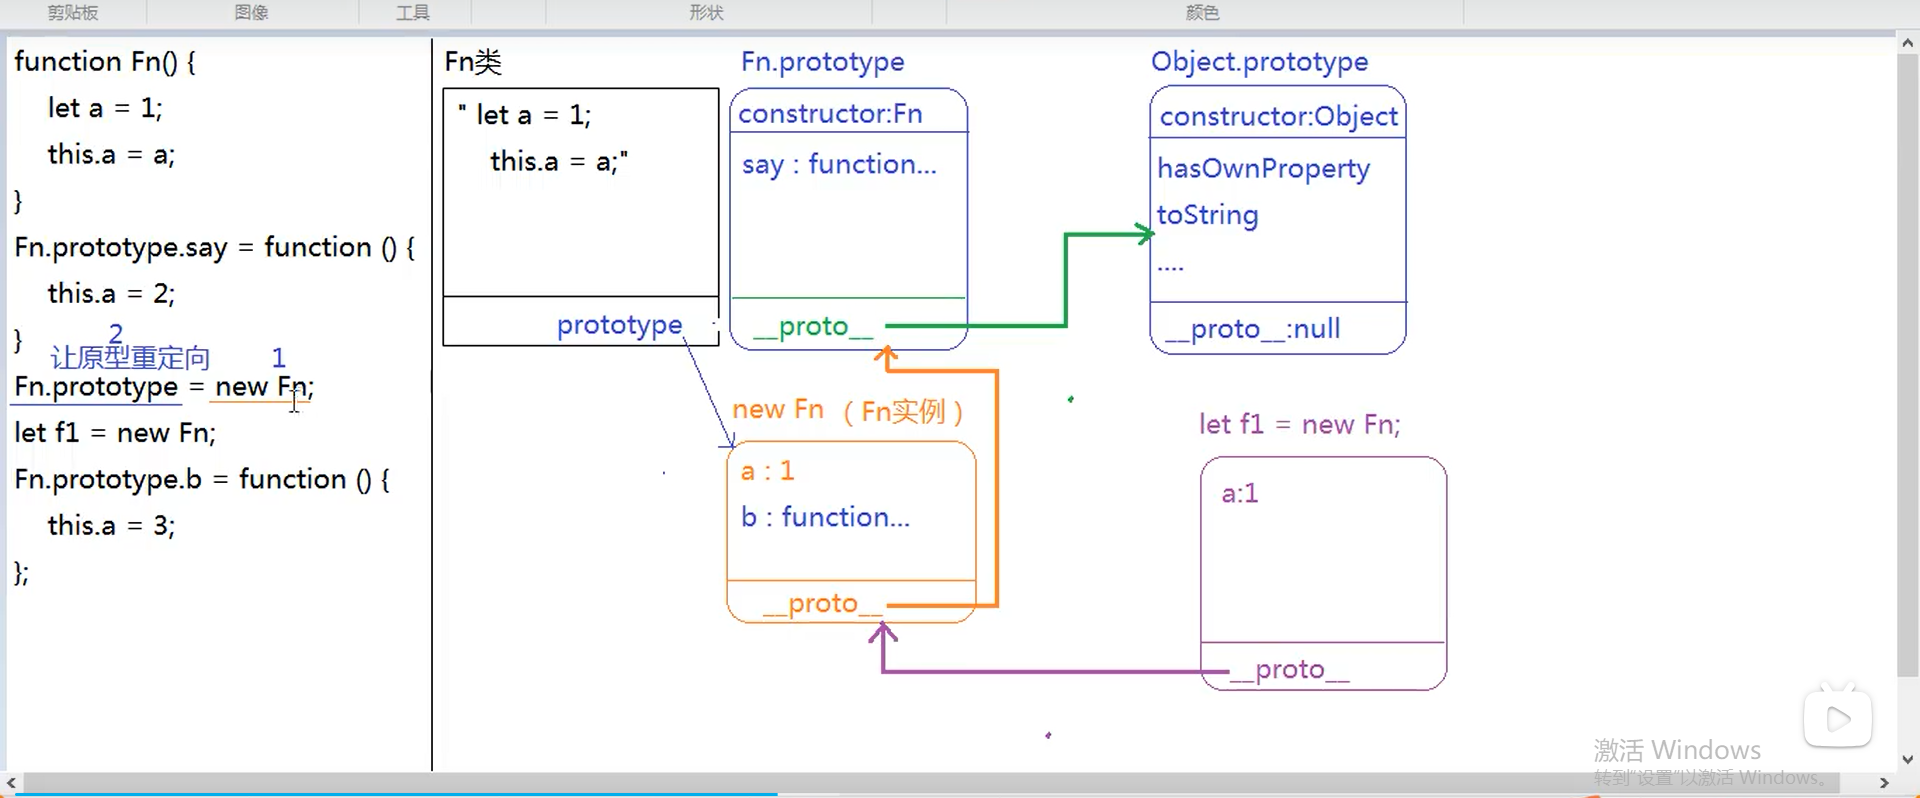 剪贴板 图像 工具 形状 颜色
function Fn() {
let a = 1;
this.a = a;
}
Fn.prototype.say = function () {
this.a = 2;
}
2
让原型重定向 1
Fn.prototype = new Fn;
let f1 = new Fn;
Fn.prototype.b = function () {
this.a = 3;
};
Fn类
" let a = 1;
this.a = a;"
prototype
Fn.prototype
constructor:Fn
say : function...
__proto__
Object.prototype
constructor:Object
hasOwnProperty
toString
....
__proto__:null
new Fn （Fn实例）
a : 1
b : function...
__proto__
let f1 = new Fn;
a:1
__proto__
激活 Windows
转到"设置"以激活 Windows。